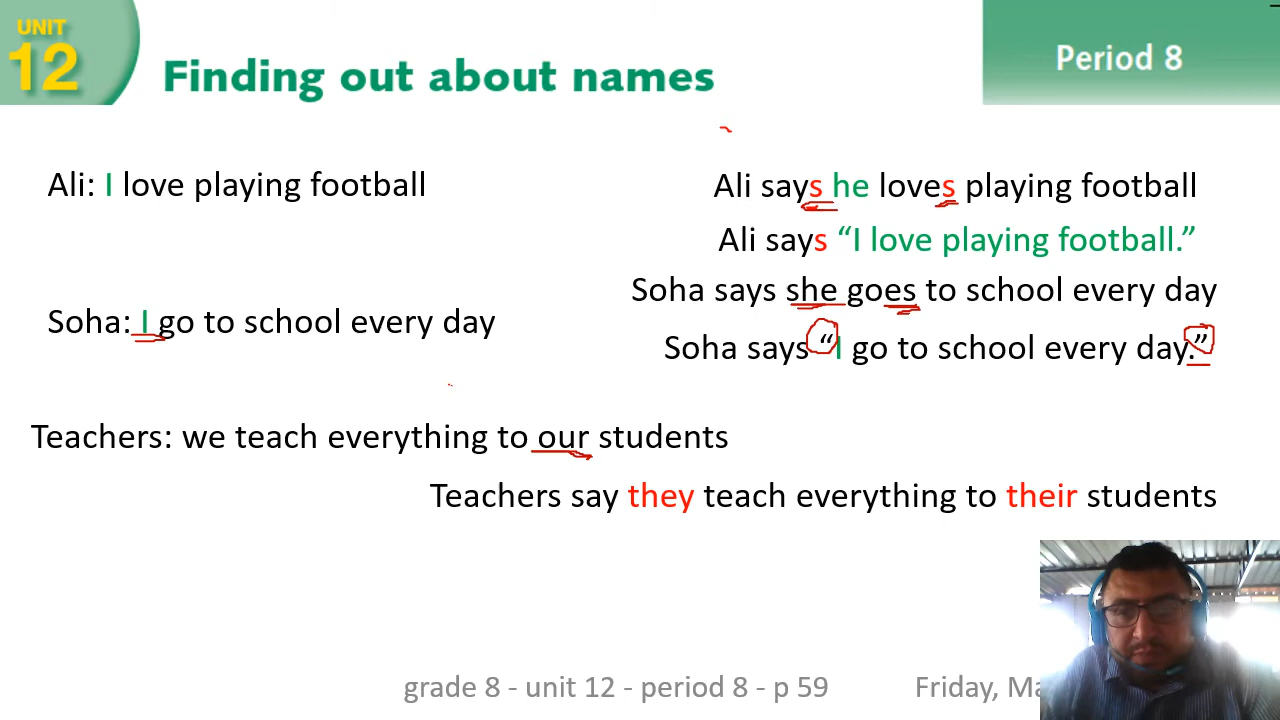 UNIT
12
Finding out about names
Period 8
Ali: I love playing football
Ali says he loves playing football
Ali says “I love playing football.”
Soha says she goes to school every day
Soha: I go to school every day
Soha says “I go to school every day.”
Teachers: we teach everything to our students
Teachers say they teach everything to their students
grade 8 - unit 12 - period 8 - p 59
Friday,